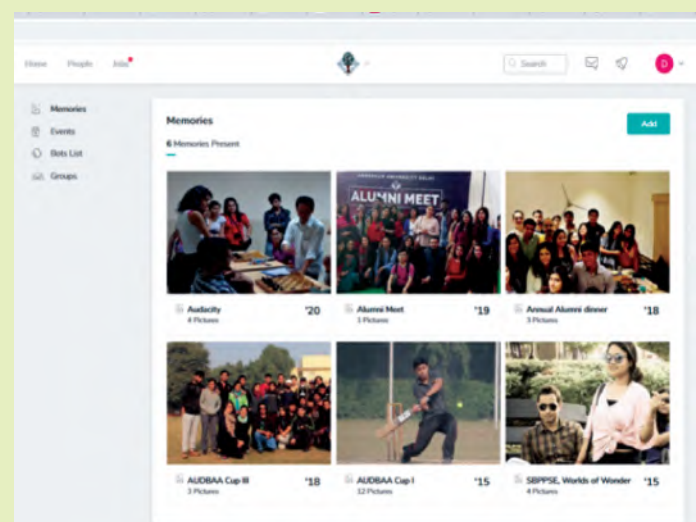 Home People Jobs
Search
D
Memories
Events
Bots List
Groups
Memories
Add
6 Memories Present
ALUMNI MEET
Audacity '20
4 Pictures
Alumni Meet '19
1 Pictures
Annual Alumni dinner '18
3 Pictures
AUDBAA Cup III '18
3 Pictures
AUDBAA Cup I '15
12 Pictures
SBPPSE, Worlds of Wonder '15
4 Pictures